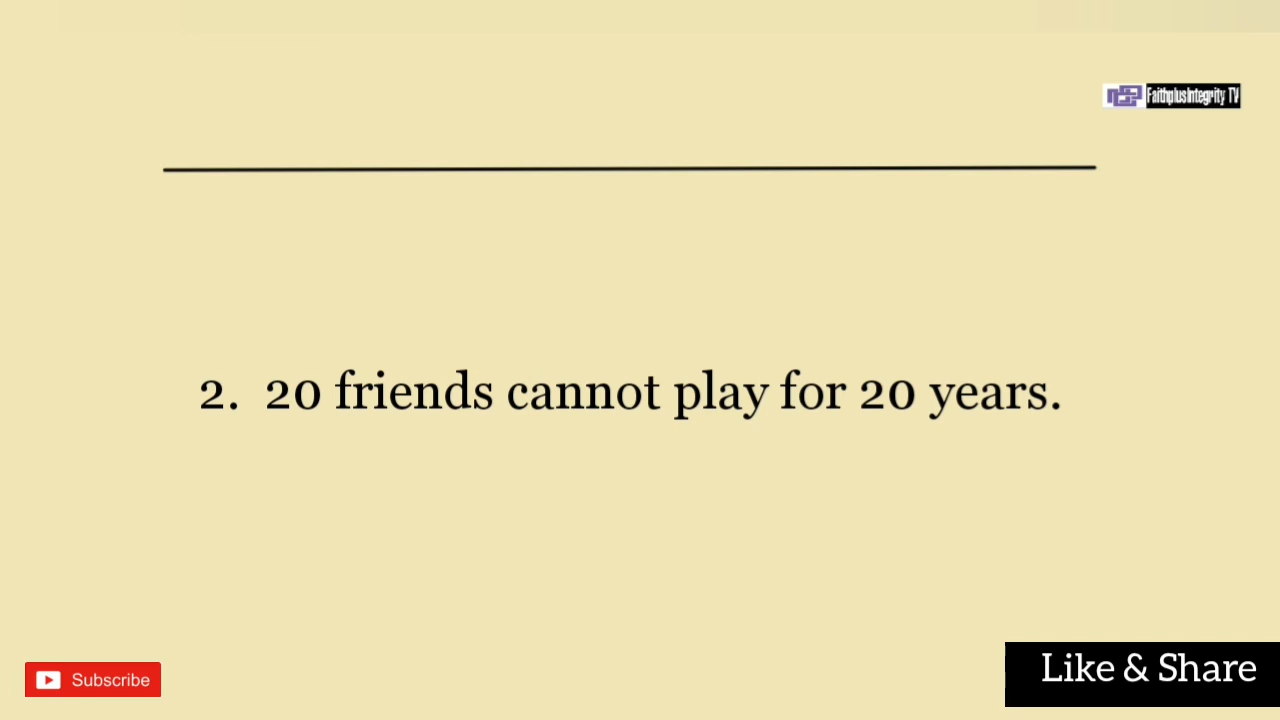 FaithplusIntegrity TV
2. 20 friends cannot play for 20 years.
Subscribe
Like & Share